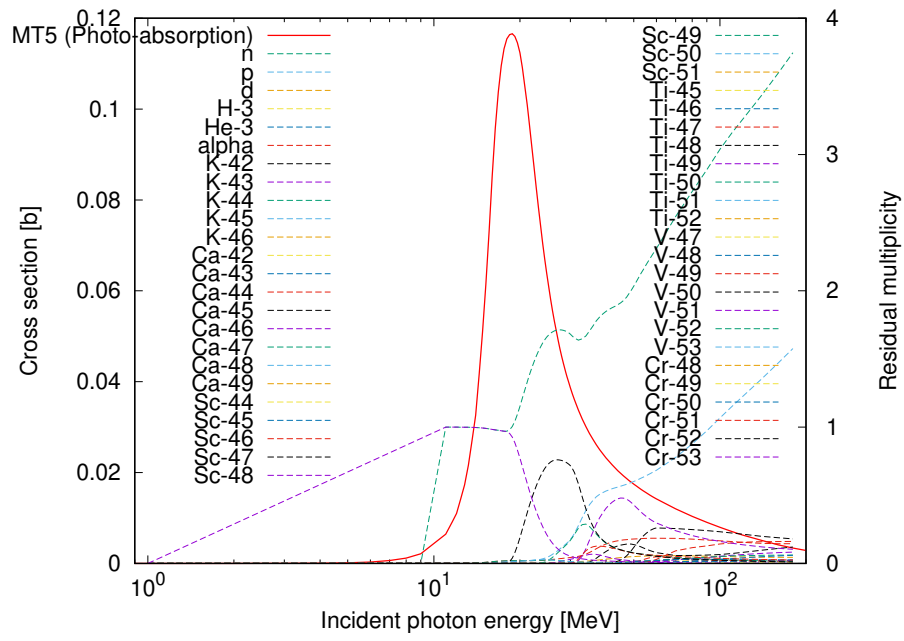 MT5 (Photo-absorption)
n
p
d
H-3
He-3
alpha
K-42
K-43
K-44
K-45
K-46
Ca-42
Ca-43
Ca-44
Ca-45
Ca-46
Ca-47
Ca-48
Ca-49
Sc-44
Sc-45
Sc-46
Sc-47
Sc-48
Sc-49
Sc-50
Sc-51
Ti-45
Ti-46
Ti-47
Ti-48
Ti-49
Ti-50
Ti-51
Ti-52
V-47
V-48
V-49
V-50
V-51
V-52
V-53
Cr-48
Cr-49
Cr-50
Cr-51
Cr-52
Cr-53
0.12
0.1
0.08
0.06
0.04
0.02
0
Cross section [b]
4
3
2
1
0
Residual multiplicity
10^0 10^1 10^2
Incident photon energy [MeV]